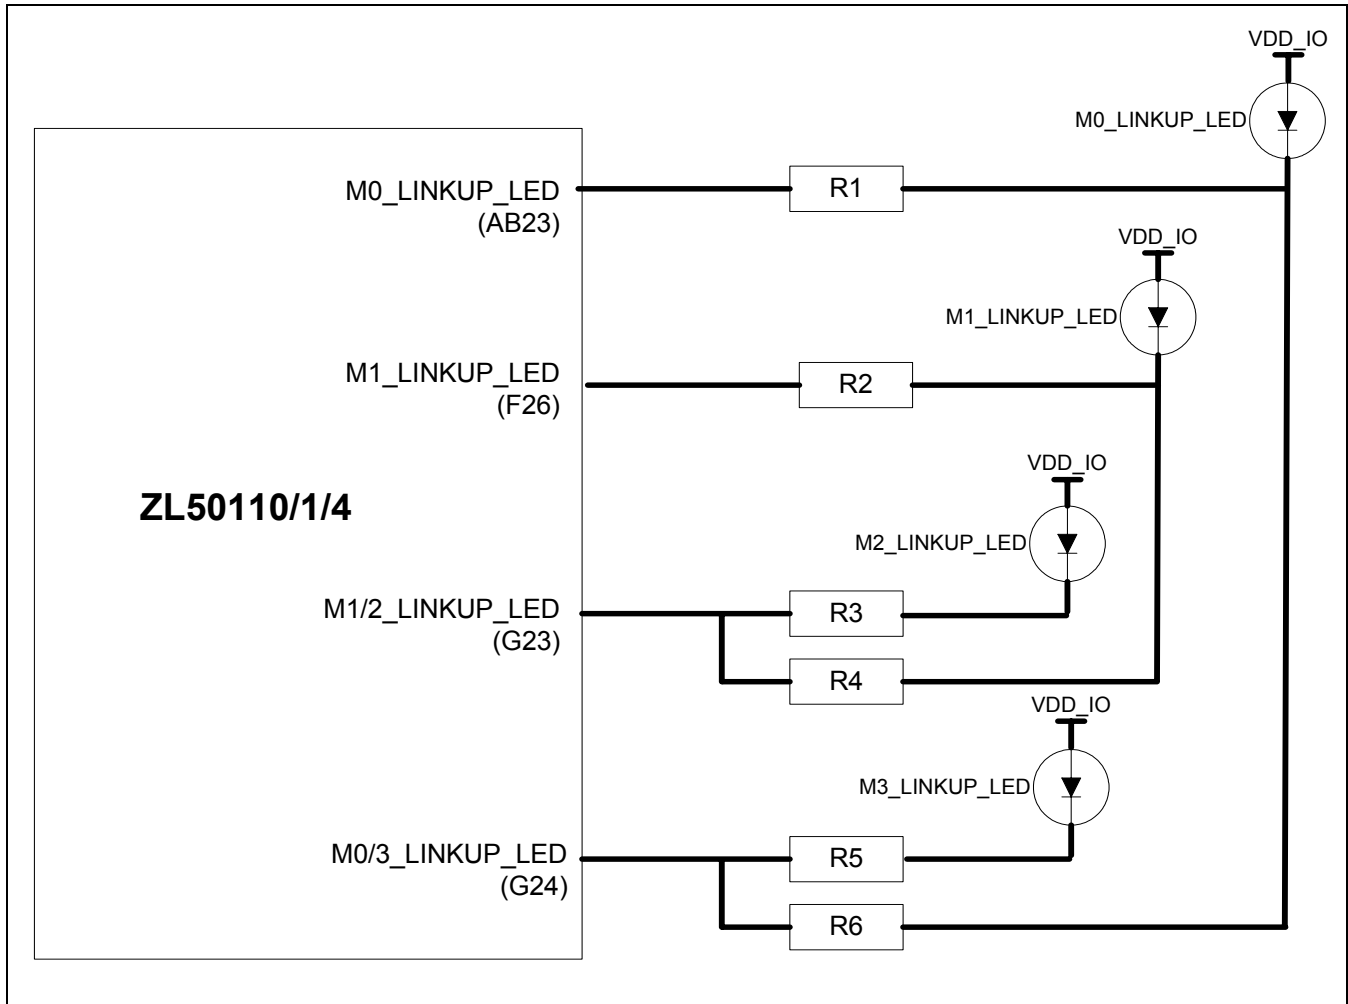 VDD_IO
M0_LINKUP_LED
M0_LINKUP_LED
(AB23)
R1
VDD_IO
M1_LINKUP_LED
M1_LINKUP_LED
(F26)
R2
VDD_IO
ZL50110/1/4
M2_LINKUP_LED
M1/2_LINKUP_LED
(G23)
R3
R4
VDD_IO
M3_LINKUP_LED
M0/3_LINKUP_LED
(G24)
R5
R6